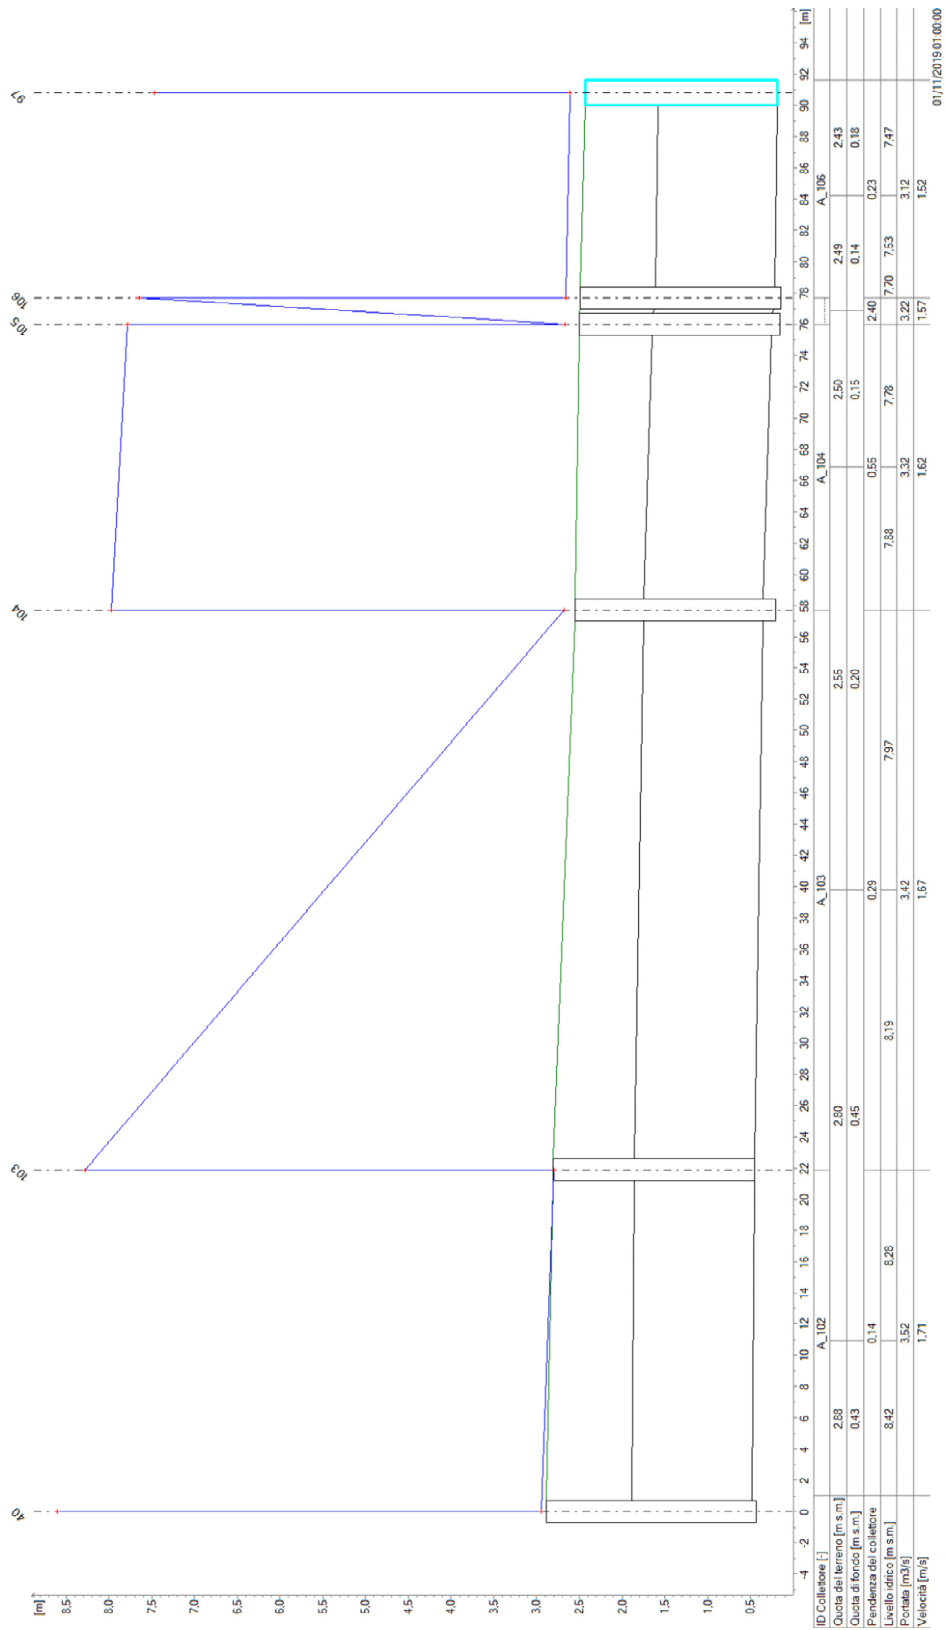 [m]
40
103
104
105
106
97
8.5
8.0
7.5
7.0
6.5
6.0
5.5
5.0
4.5
4.0
3.5
3.0
2.5
2.0
1.5
1.0
0.5
-4 -2 0 2 4 6 8 10 12 14 16 18 20 22 24 26 28 30 32 34 36 38 40 42 44 46 48 50 52 54 56 58 60 62 64 66 68 70 72 74 76 78 80 82 84 86 88 90 92 94 [m]
ID Collettore [-] A_102 A_103 A_104 ........... A_106
Quota del terreno [m s.m.] 2.88 2.80 2.55 2.50 2.49 2.43
Quota di fondo [m s.m.] 0.43 0.45 0.20 0.15 0.14 0.18
Pendenza del collettore 0.14 0.29 0.55 2.40 0.23
Livello idrico [m s.m.] 8.42 8.28 8.19 7.97 7.88 7.78 7.70 7.53 7.47
Portata [m3/s] 3.52 3.42 3.32 3.22 3.12
Velocità [m/s] 1.71 1.67 1.62 1.57 1.52
01/11/2019 01:00:00